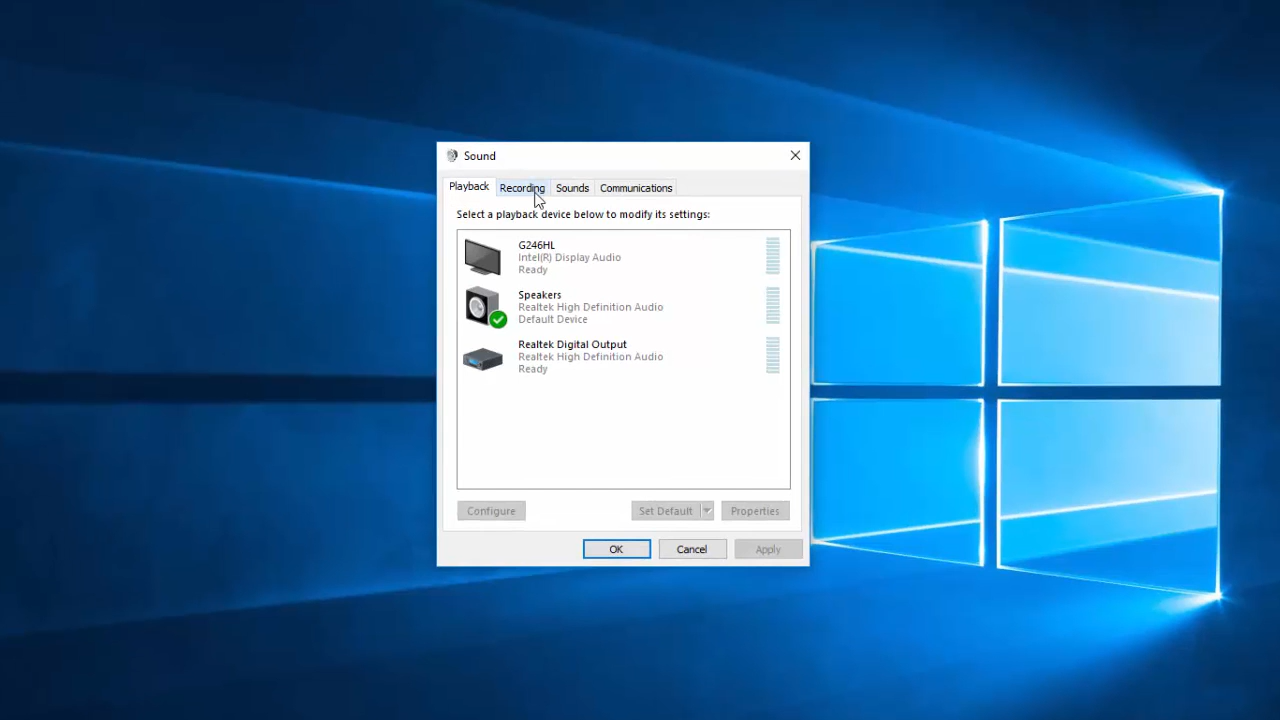 Sound
Playback Recording Sounds Communications
Select a playback device below to modify its settings:
G246HL
Intel(R) Display Audio
Ready
Speakers
Realtek High Definition Audio
Default Device
Realtek Digital Output
Realtek High Definition Audio
Ready
Configure Set Default Properties
OK Cancel Apply